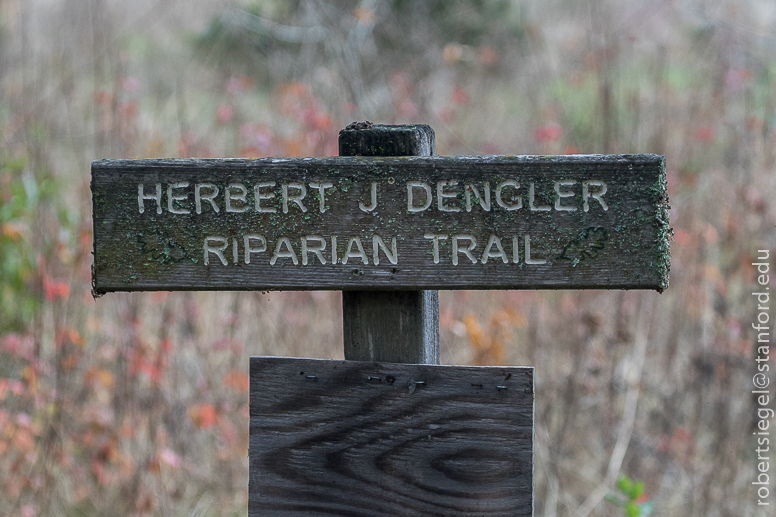 HERBERT J DENGLER
RIPARIAN TRAIL
robertsiegel@stanford.edu